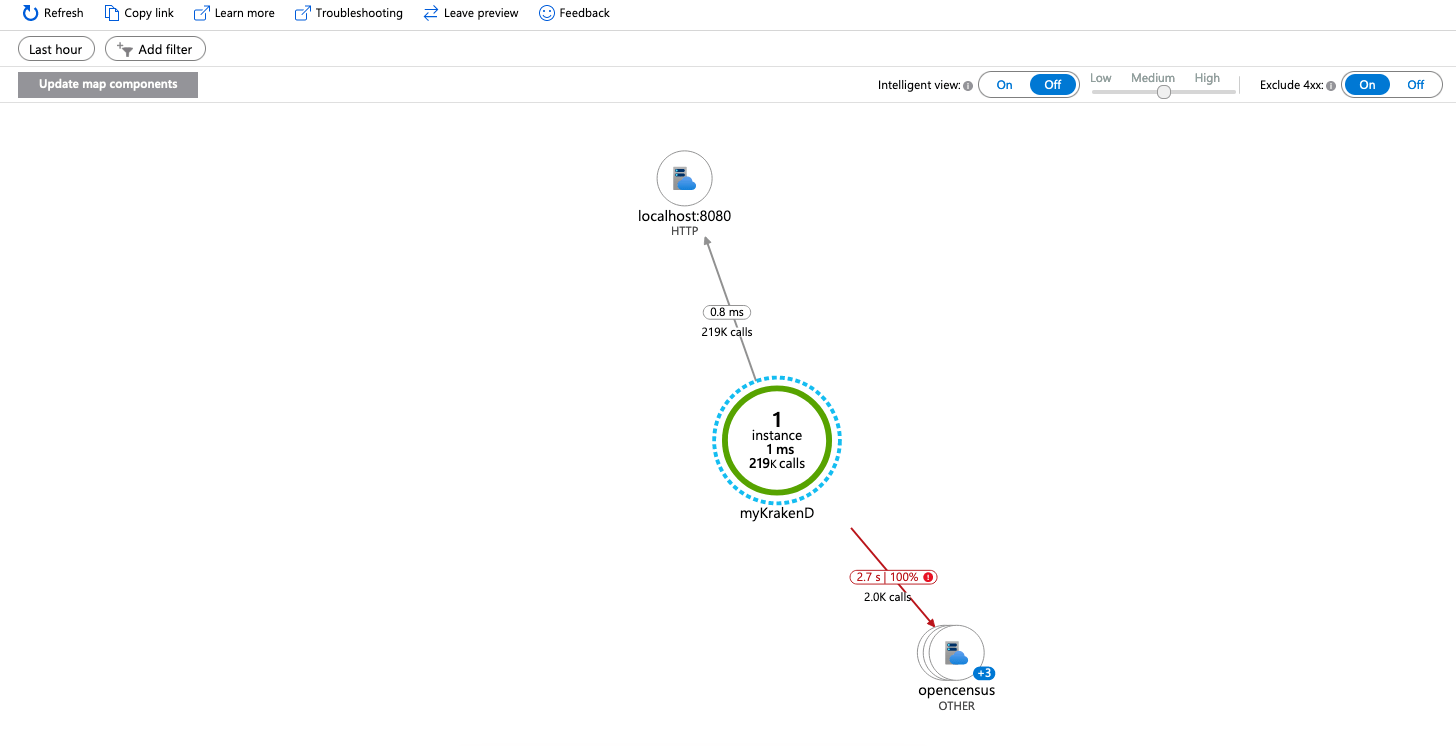 Refresh Copy link Learn more Troubleshooting Leave preview Feedback
Last hour Add filter
Update map components Intelligent view: On Off Low Medium High Exclude 4xx: On Off
localhost:8080
HTTP
0.8 ms
219K calls
1
instance
1 ms
219K calls
myKrakenD
2.7 s | 100%
2.0K calls
+3
opencensus
OTHER